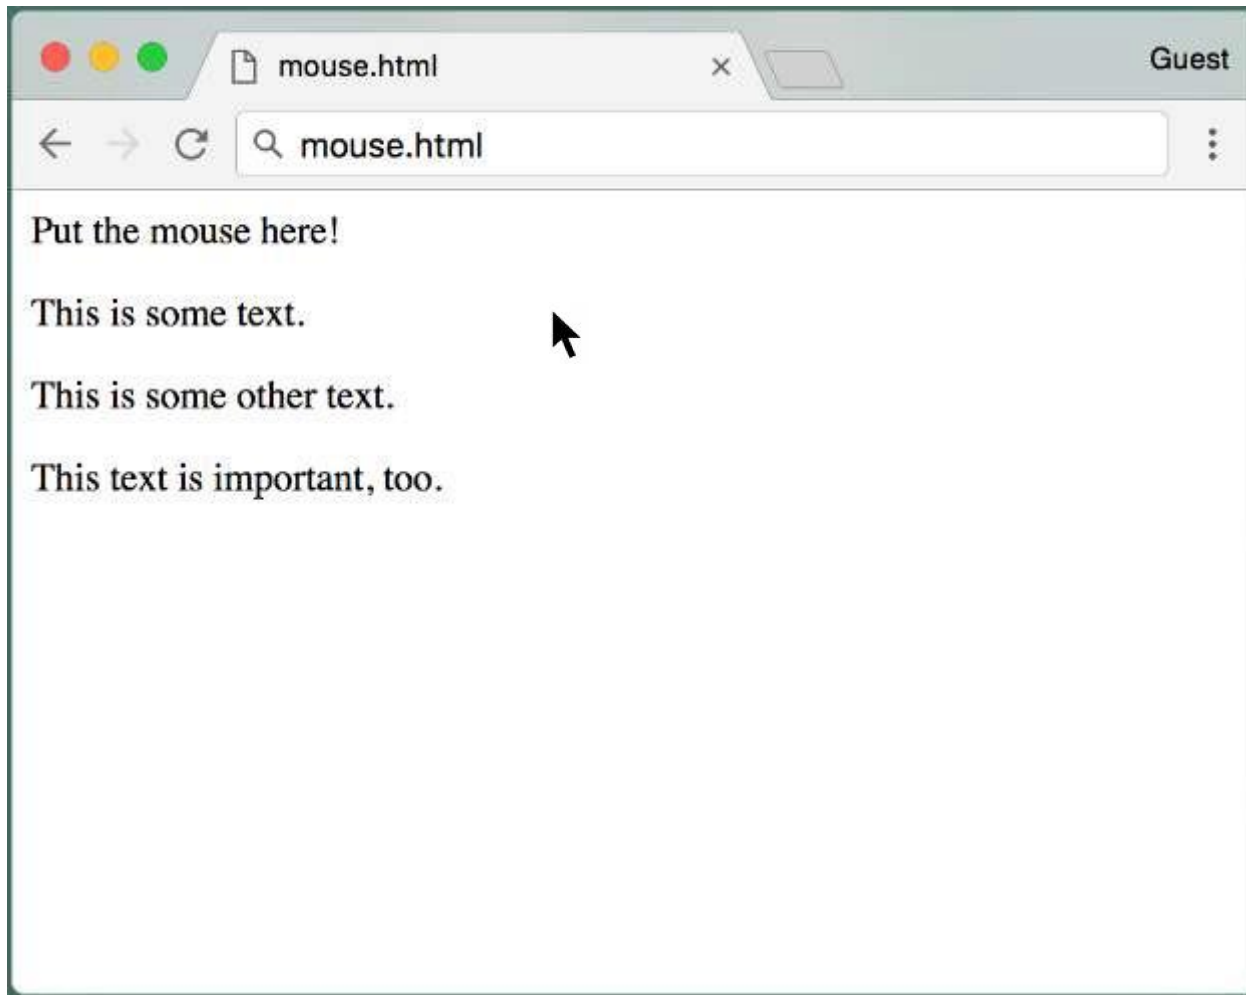 mouse.html
Guest
mouse.html
Put the mouse here!
This is some text.
This is some other text.
This text is important, too.